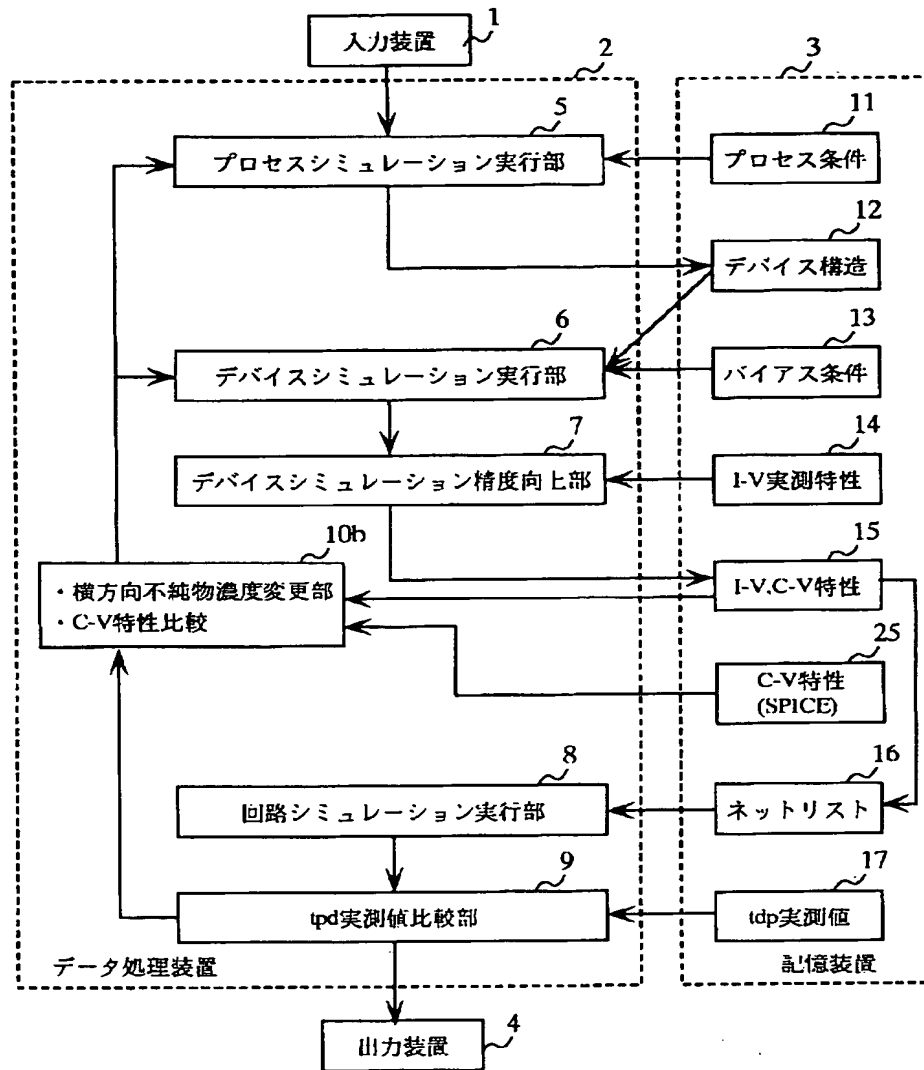 1
入力装置
2
3
5
プロセスシミュレーション実行部
11
プロセス条件
12
デバイス構造
6
デバイスシミュレーション実行部
13
バイアス条件
7
デバイスシミュレーション精度向上部
14
I-V実測特性
10b
・横方向不純物濃度変更部
・C-V特性比較
15
I-V、C-V特性
25
C-V特性
(SPICE)
8
回路シミュレーション実行部
16
ネットリスト
9
tpd実測値比較部
17
tdp実測値
データ処理装置
記憶装置
出力装置
4